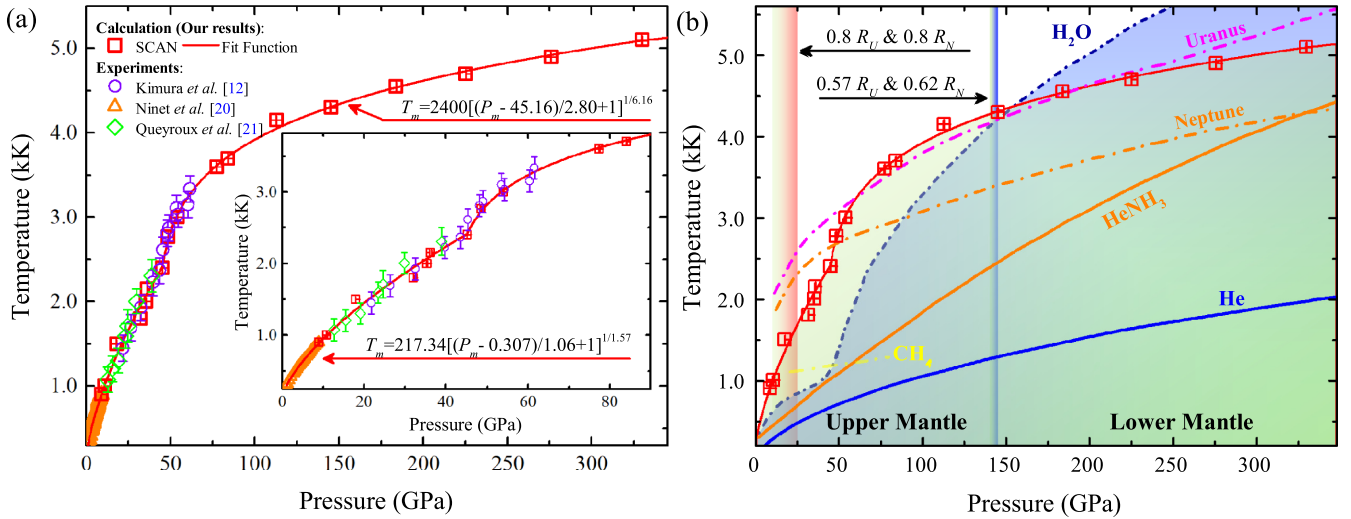 (a)
Calculation (Our results):
SCAN Fit Function
Experiments:
Kimura et al. [12]
Ninet et al. [20]
Queyroux et al. [21]
T_m=2400[(P_m - 45.16)/2.80+1]^1/6.16
T_m=217.34[(P_m - 0.307)/1.06+1]^1/1.57
Temperature (kK)
5.0
4.0
3.0
2.0
1.0
0 50 100 150 200 250 300
Pressure (GPa)
Temperature (kK)
3.0
2.0
1.0
0 20 40 60 80
Pressure (GPa)
(b)
0.8 R_U & 0.8 R_N
0.57 R_U & 0.62 R_N
H2O
Uranus
Neptune
HeNH3
He
CH4
Upper Mantle Lower Mantle
Temperature (kK)
5.0
4.0
3.0
2.0
1.0
0 50 100 150 200 250 300
Pressure (GPa)